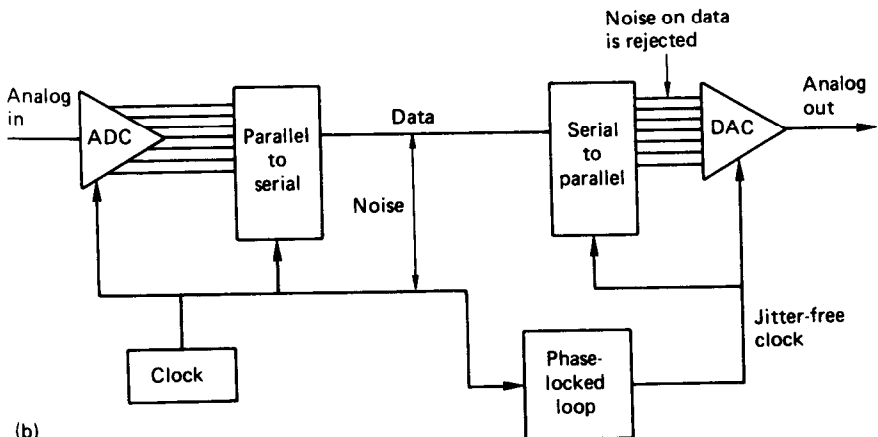 Noise on data
is rejected
Analog
in
ADC
Parallel
to
serial
Data
Noise
Serial
to
parallel
DAC
Analog
out
Clock
Phase-
locked
loop
Jitter-free
clock
(b)